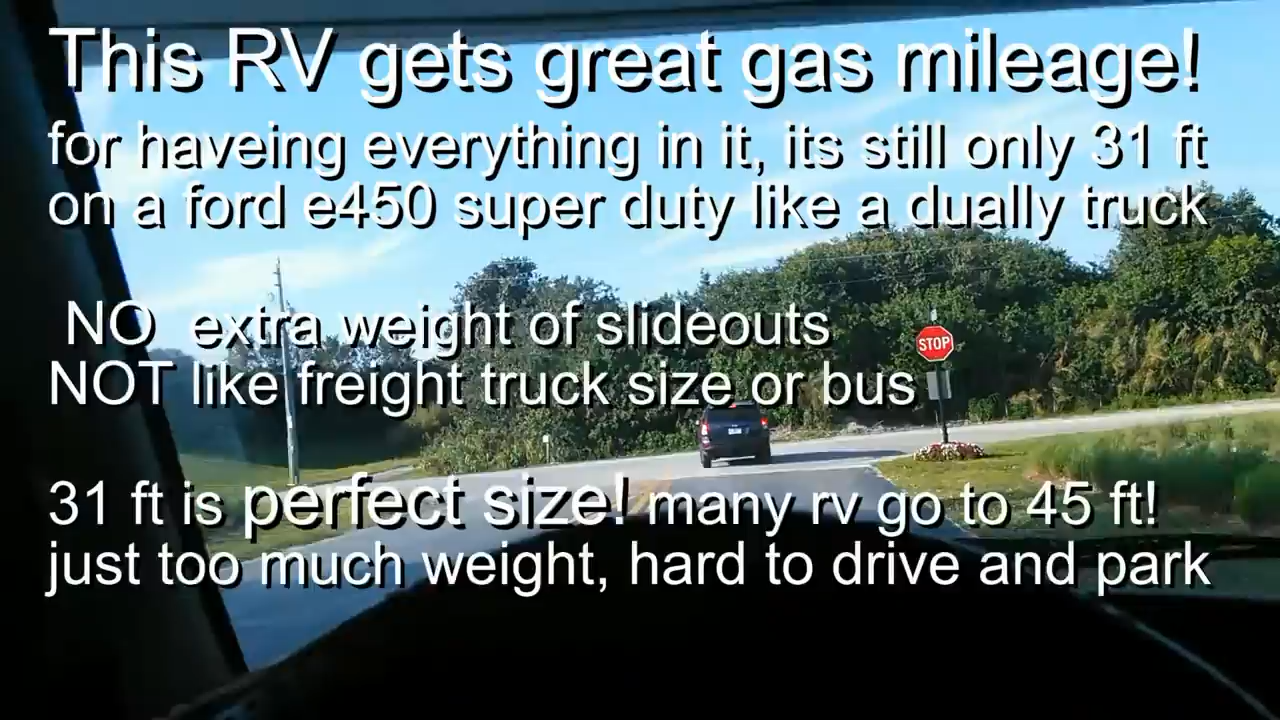 This RV gets great gas mileage!
for haveing everything in it, its still only 31 ft
on a ford e450 super duty like a dually truck
NO extra weight of slideouts
NOT like freight truck size or bus
STOP
31 ft is perfect size! many rv go to 45 ft!
just too much weight, hard to drive and park